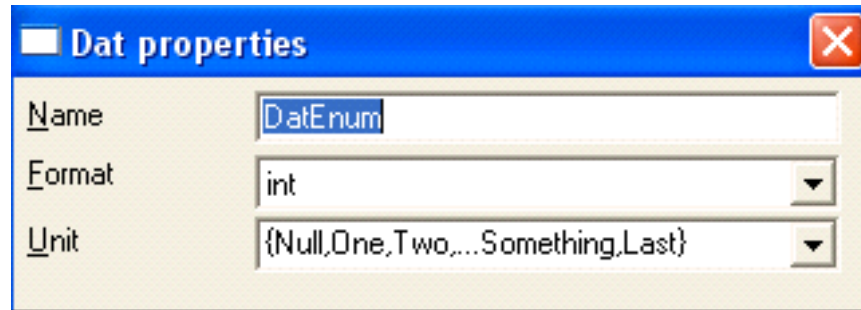 Dat properties
Name DatEnum
Format int
Unit {Null,One,Two,...Something,Last}